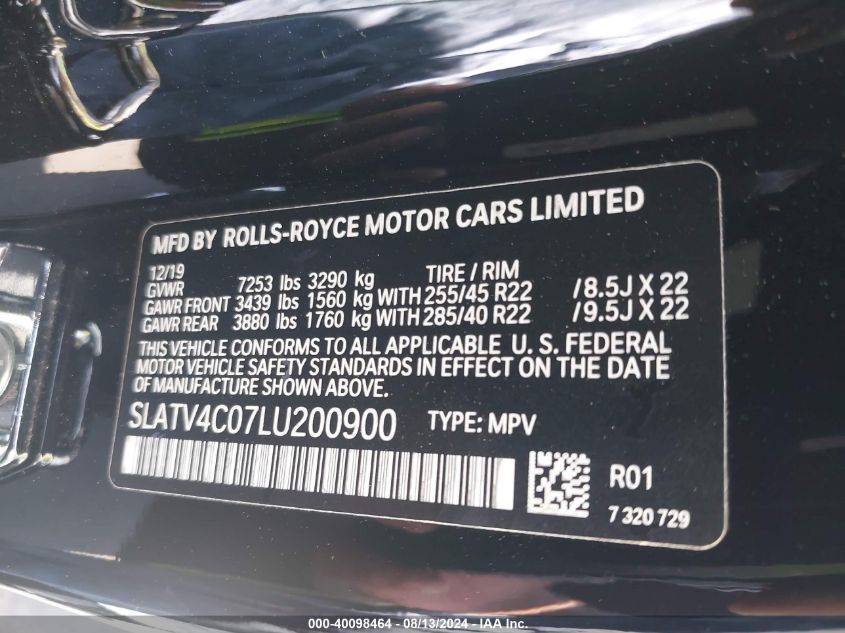 MFD BY ROLLS-ROYCE MOTOR CARS LIMITED
12/19 TIRE / RIM
GVWR 7253 lbs 3290 kg
GAWR FRONT 3439 lbs 1560 kg WITH 255/45 R22 /8.5J X 22
GAWR REAR 3880 lbs 1760 kg WITH 285/40 R22 /9.5J X 22
THIS VEHICLE CONFORMS TO ALL APPLICABLE U. S. FEDERAL
MOTOR VEHICLE SAFETY STANDARDS IN EFFECT ON THE DATE
OF MANUFACTURE SHOWN ABOVE.
SLATV4C07LU200900 TYPE: MPV
R01
7 320 729
000-40098464 - 08/13/2024 - IAA Inc.